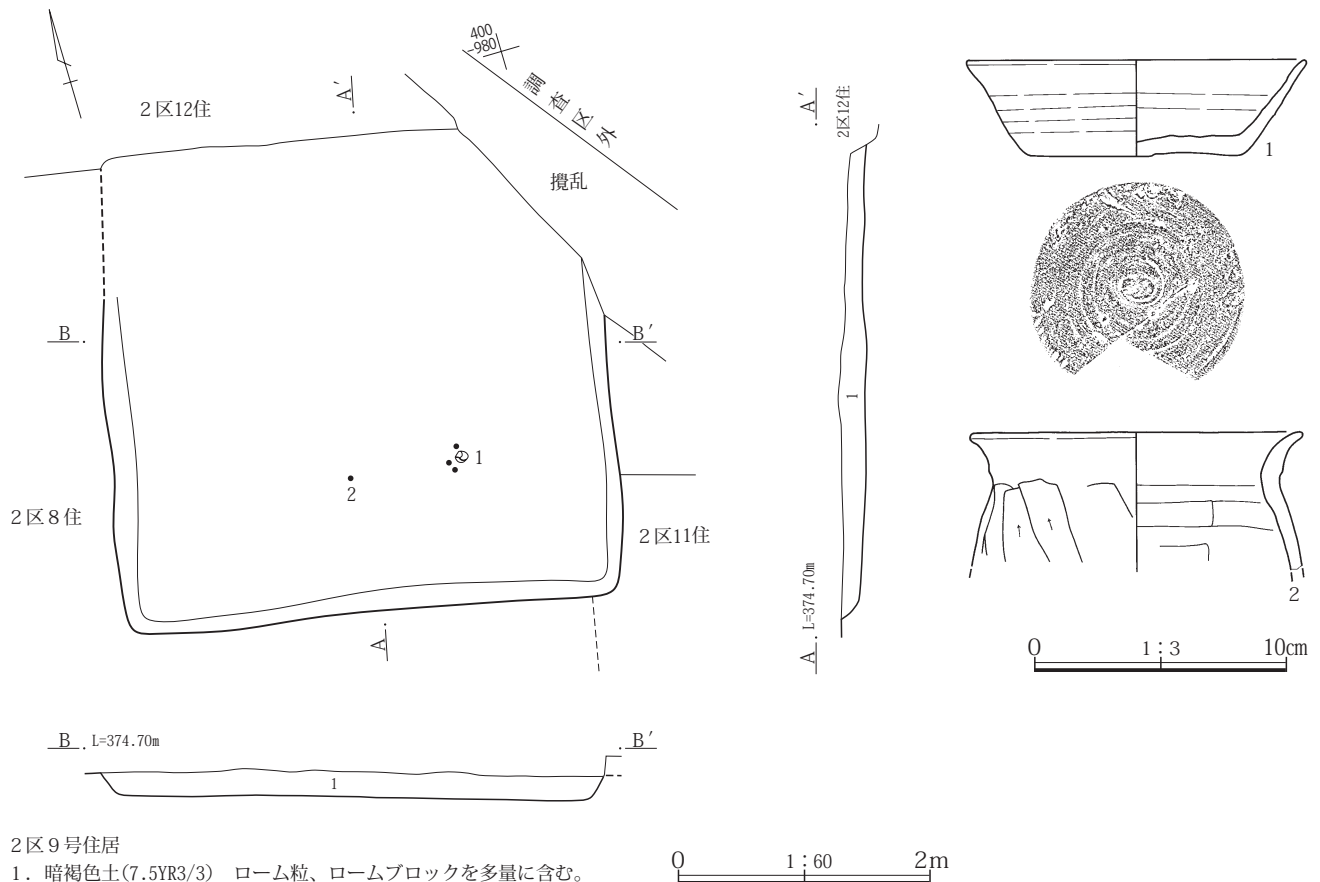 400
-980
調査区外
2区12住
A′
攪乱
B
B′
1
2
2区8住
2区11住
A
A′
2区12住
1
L=374.70m
A
1
2
0 1:3 10cm
B L=374.70m B′
1
2区9号住居
1. 暗褐色土(7.5YR3/3) ローム粒、ロームブロックを多量に含む。
0 1:60 2m